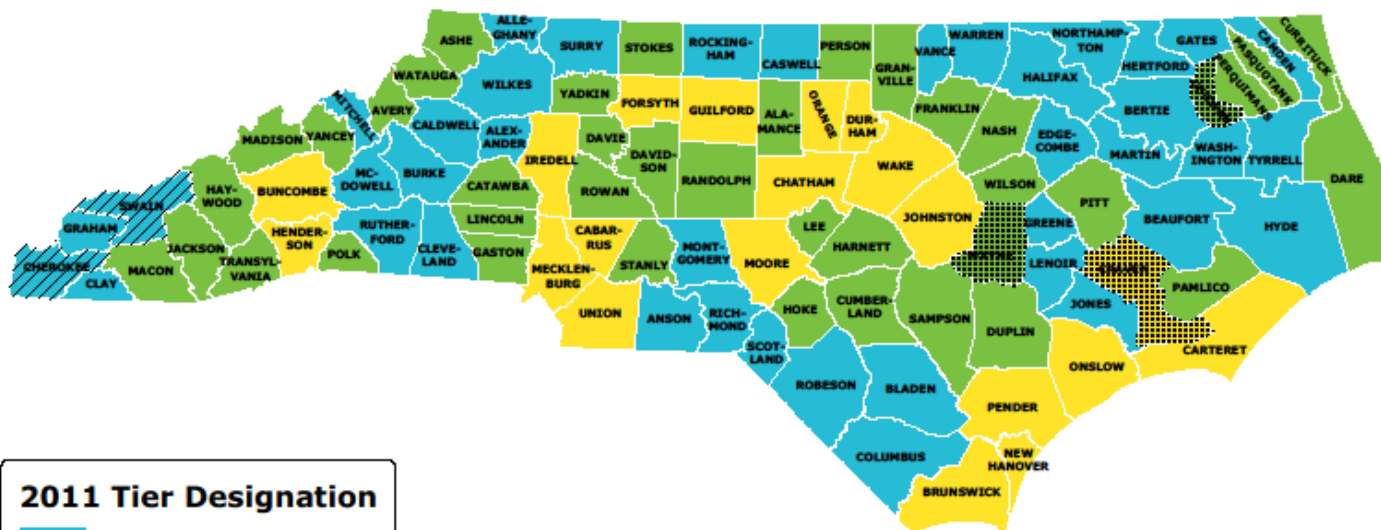 ALLE-
GHANY
ASHE
SURRY
STOKES
ROCKING-
HAM
CASWELL
PERSON
GRAN-
VILLE
VANCE
WARREN
NORTHAMP-
TON
GATES
CAMDEN
CURRITUCK
PASQUOTANK
PERQUIMANS
HERTFORD
HALIFAX
WATAUGA
WILKES
YADKIN
FORSYTH
GUILFORD
ALA-
MANCE
ORANGE
DUR-
HAM
FRANKLIN
NASH
BERTIE
MITCHELL
AVERY
CALDWELL
ALEX-
ANDER
IREDELL
DAVIE
DAVID-
SON
RANDOLPH
CHATHAM
WAKE
EDGE-
COMBE
MARTIN
WASH-
INGTON
TYRRELL
DARE
MADISON
YANCEY
MC-
DOWELL
BURKE
CATAWBA
ROWAN
WILSON
PITT
BEAUFORT
HYDE
HAY-
WOOD
BUNCOMBE
SWAIN
GRAHAM
JACKSON
HENDER-
SON
RUTHER-
FORD
CLEVE-
LAND
LINCOLN
GASTON
CABAR-
RUS
STANLY
MONT-
GOMERY
MOORE
LEE
HARNETT
JOHNSTON
WAYNE
GREENE
LENOIR
CRAVEN
PAMLICO
CHEROKEE
CLAY
MACON
TRANSYL-
VANIA
POLK
MECKLEN-
BURG
UNION
ANSON
RICH-
MOND
SCOT-
LAND
HOKE
CUMBER-
LAND
SAMPSON
DUPLIN
JONES
CARTERET
ONSLOW
ROBESON
BLADEN
PENDER
COLUMBUS
NEW
HANOVER
BRUNSWICK
2011 Tier Designation